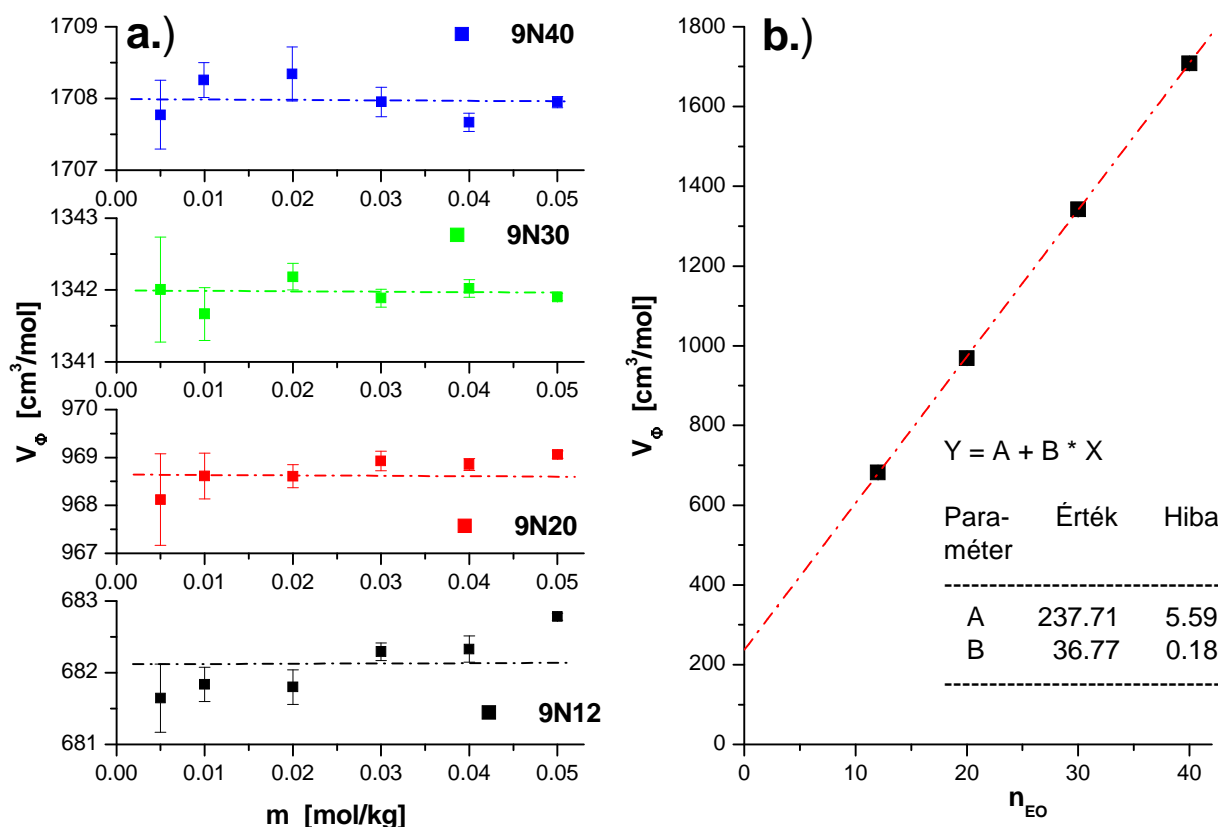 a.)
9N40
1709
1708
1707
0.00 0.01 0.02 0.03 0.04 0.05
9N30
1343
1342
1341
0.00 0.01 0.02 0.03 0.04 0.05
970
969
968
967
9N20
0.00 0.01 0.02 0.03 0.04 0.05
683
682
681
9N12
0.00 0.01 0.02 0.03 0.04 0.05
V_Φ [cm³/mol]
m [mol/kg]
b.)
1800
1600
1400
1200
1000
800
600
400
200
0
V_Φ [cm³/mol]
Y = A + B * X
Para- Érték Hiba
méter
------------------------------
A 237.71 5.59
B 36.77 0.18
------------------------------
0 10 20 30 40
n_EO